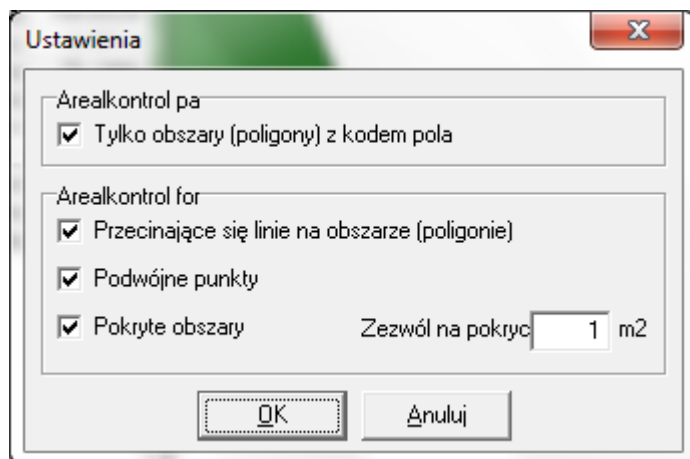 Ustawienia
Arealkontrol pa
Tylko obszary (poligony) z kodem pola
Arealkontrol for
Przecinające się linie na obszarze (poligonie)
Podwójne punkty
Pokryte obszary Zezwól na pokryc 1 m2
OK Anuluj